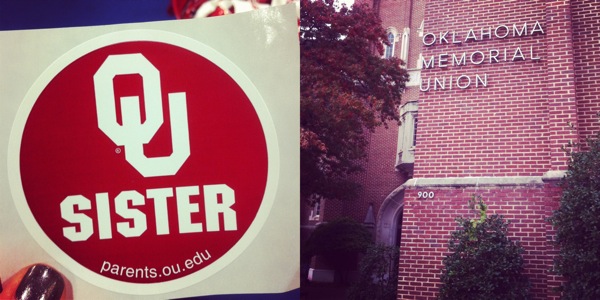 OU
©
SISTER
parents.ou.edu
OKLAHOMA
MEMORIAL
UNION
900